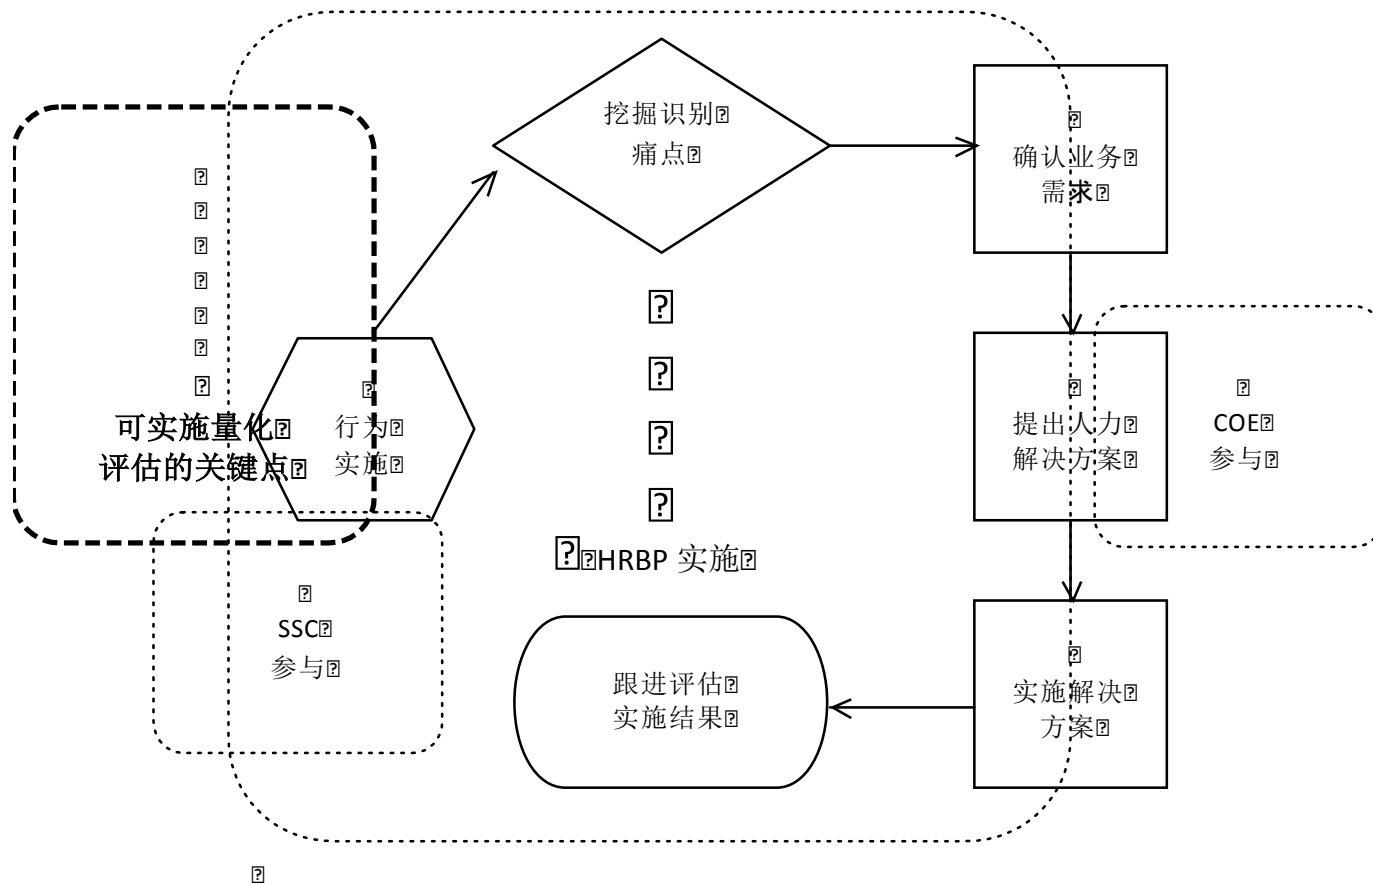 挖掘识别
痛点
确认业务
需求
可实施量化
评估的关键点
行为
实施
提出人力
解决方案
COE
参与
HRBP 实施
SSC
参与
跟进评估
实施结果
实施解决
方案